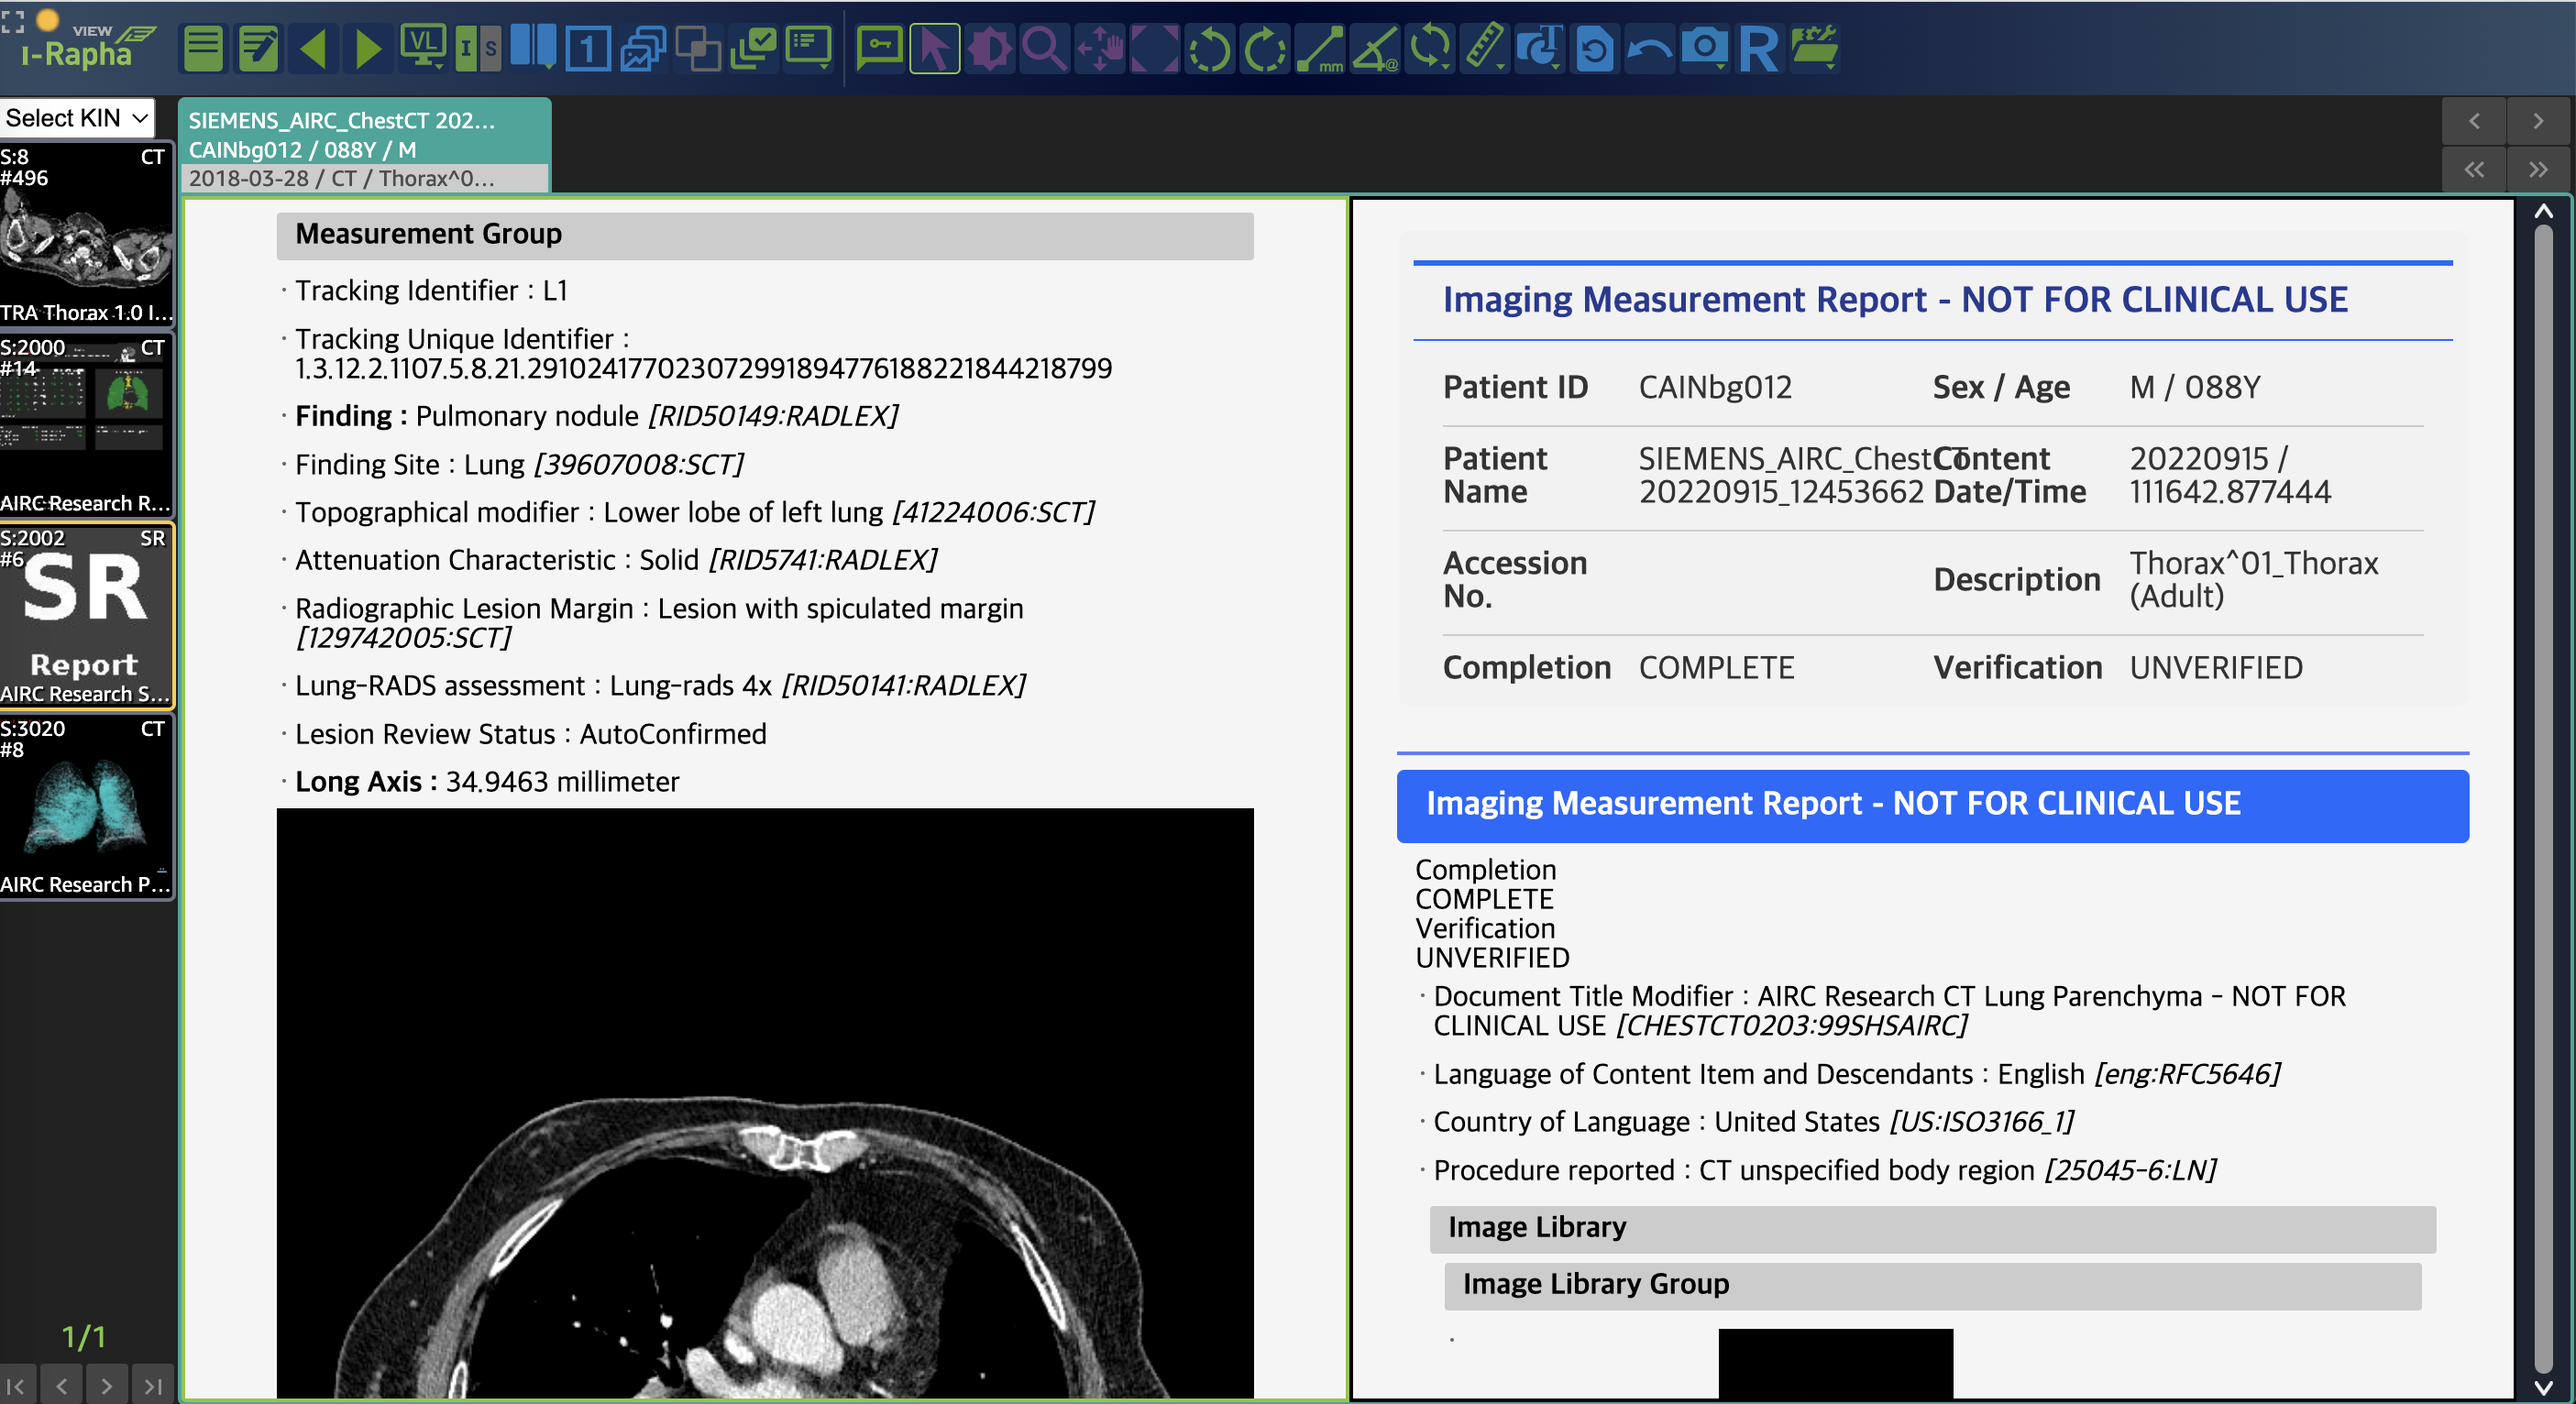 VIEW
I-Rapha
VL
I S
1
mm
@
T
R
Select KIN
S:8 CT
#496
TRA Thorax 1.0 I...
S:2000 CT
#14
AIRC Research R...
S:2002 SR
#6
SR
Report
AIRC Research S...
S:3020 CT
#8
AIRC Research P...
1/1
SIEMENS_AIRC_ChestCT 202...
CAINbg012 / 088Y / M
2018-03-28 / CT / Thorax^0...
Measurement Group
· Tracking Identifier : L1
· Tracking Unique Identifier :
1.3.12.2.1107.5.8.21.291024177023072991894776188221844218799
· Finding : Pulmonary nodule [RID50149:RADLEX]
· Finding Site : Lung [39607008:SCT]
· Topographical modifier : Lower lobe of left lung [41224006:SCT]
· Attenuation Characteristic : Solid [RID5741:RADLEX]
· Radiographic Lesion Margin : Lesion with spiculated margin
[129742005:SCT]
· Lung-RADS assessment : Lung-rads 4x [RID50141:RADLEX]
· Lesion Review Status : AutoConfirmed
· Long Axis : 34.9463 millimeter
Imaging Measurement Report - NOT FOR CLINICAL USE
Patient ID CAINbg012 Sex / Age M / 088Y
Patient Name SIEMENS_AIRC_ChestCT 20220915_12453662 Content Date/Time 20220915 / 111642.877444
Accession No. Description Thorax^01_Thorax (Adult)
Completion COMPLETE Verification UNVERIFIED
Imaging Measurement Report - NOT FOR CLINICAL USE
Completion
COMPLETE
Verification
UNVERIFIED
· Document Title Modifier : AIRC Research CT Lung Parenchyma - NOT FOR
CLINICAL USE [CHESTCT0203:99SHSAIRC]
· Language of Content Item and Descendants : English [eng:RFC5646]
· Country of Language : United States [US:ISO3166_1]
· Procedure reported : CT unspecified body region [25045-6:LN]
Image Library
Image Library Group